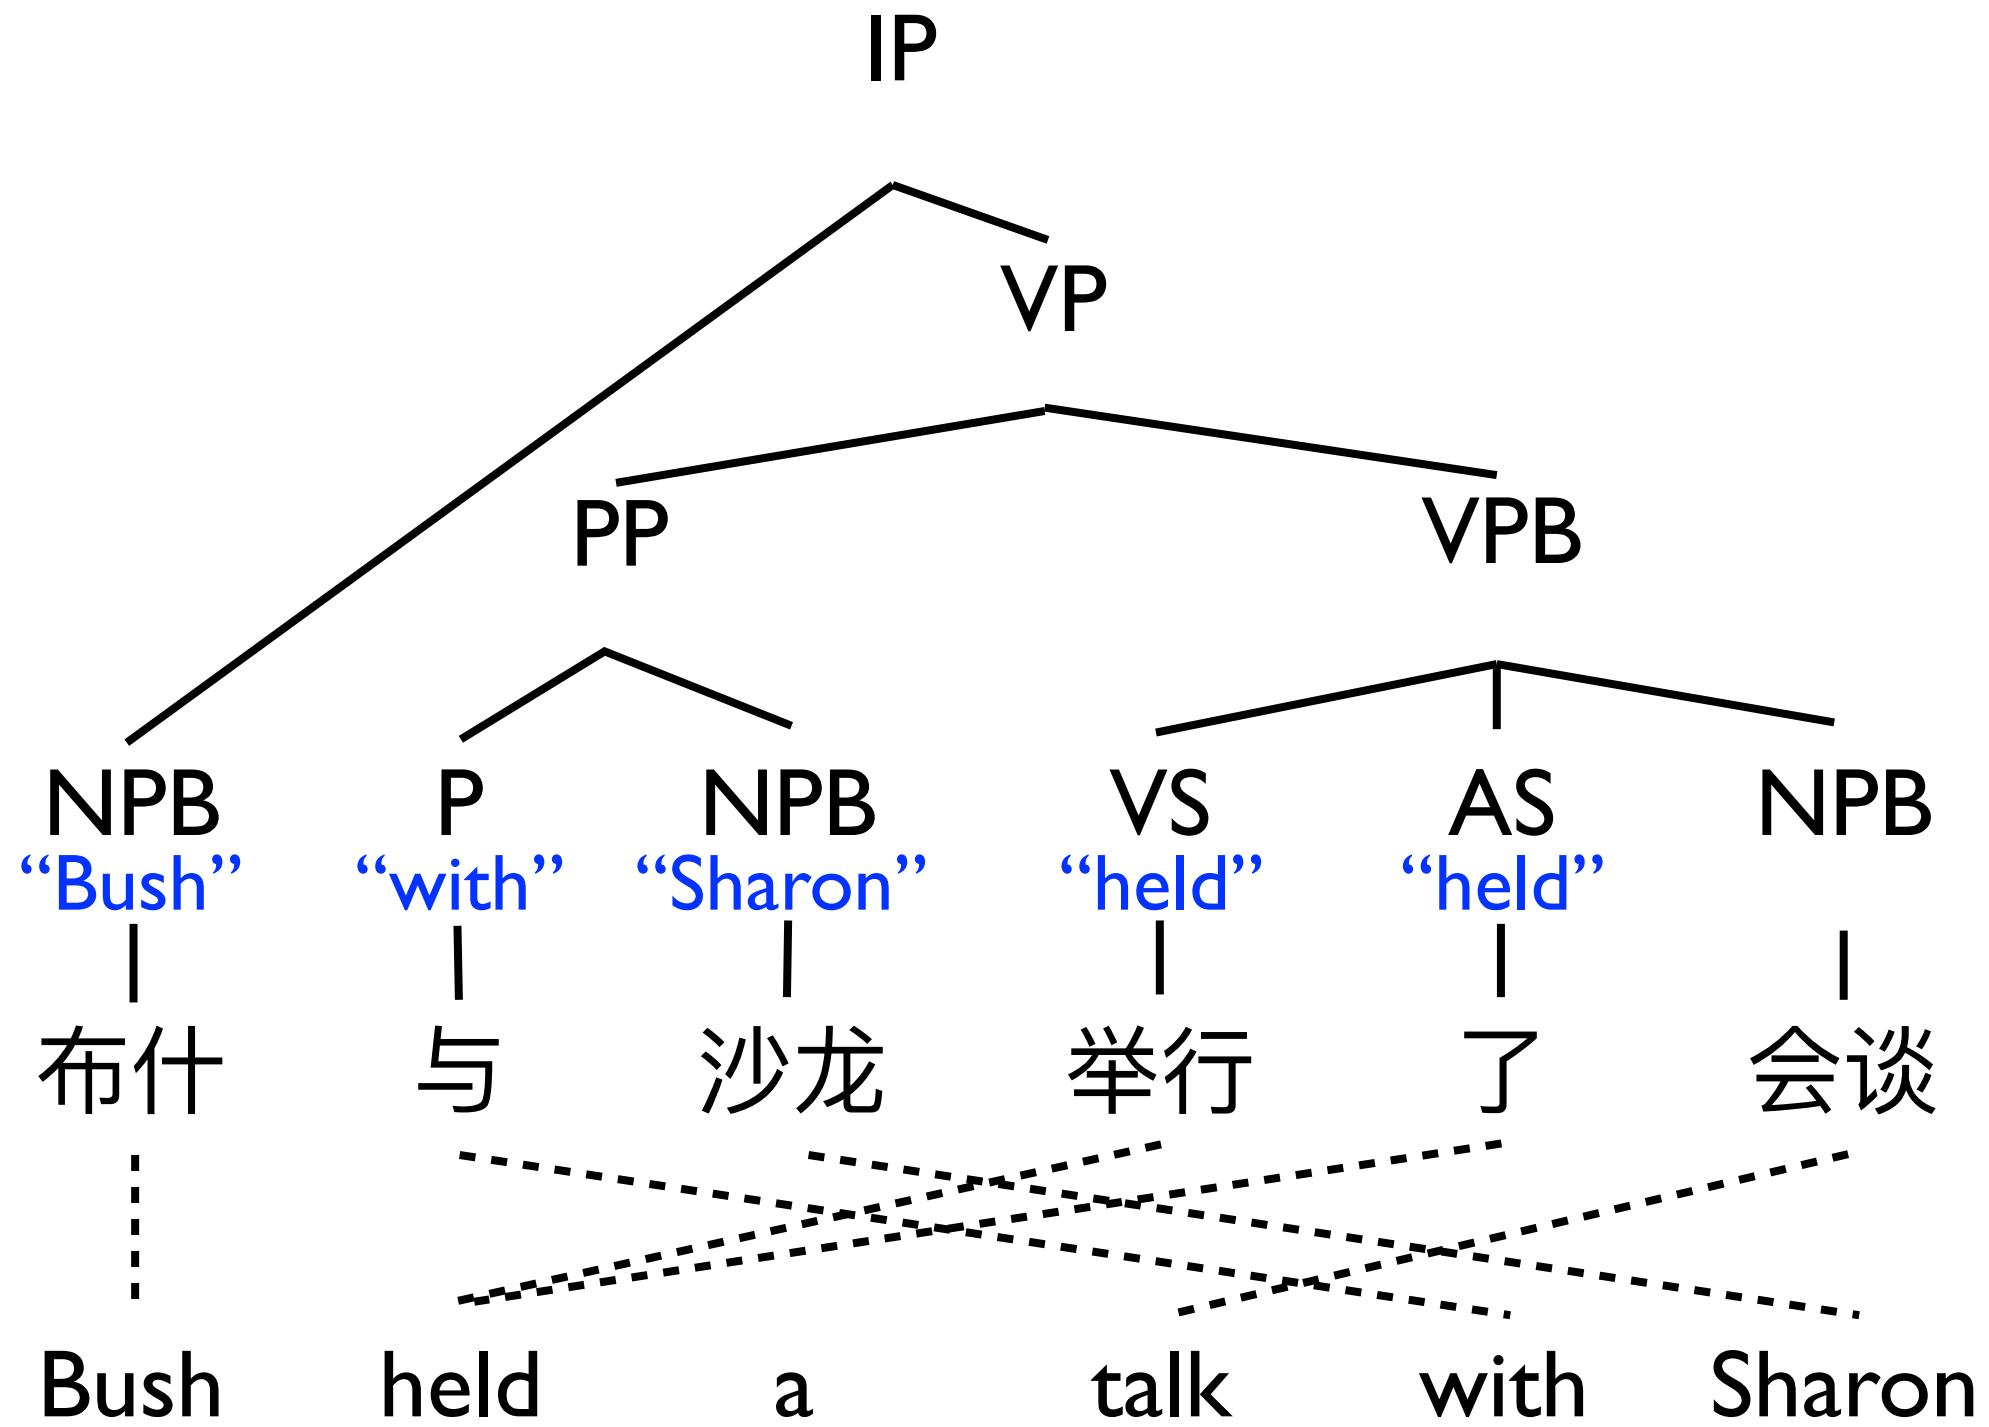 IP
VP
PP VPB
NPB P NPB VS AS NPB
“Bush” “with” “Sharon” “held” “held”
布什 与 沙龙 举行 了 会谈
Bush held a talk with Sharon